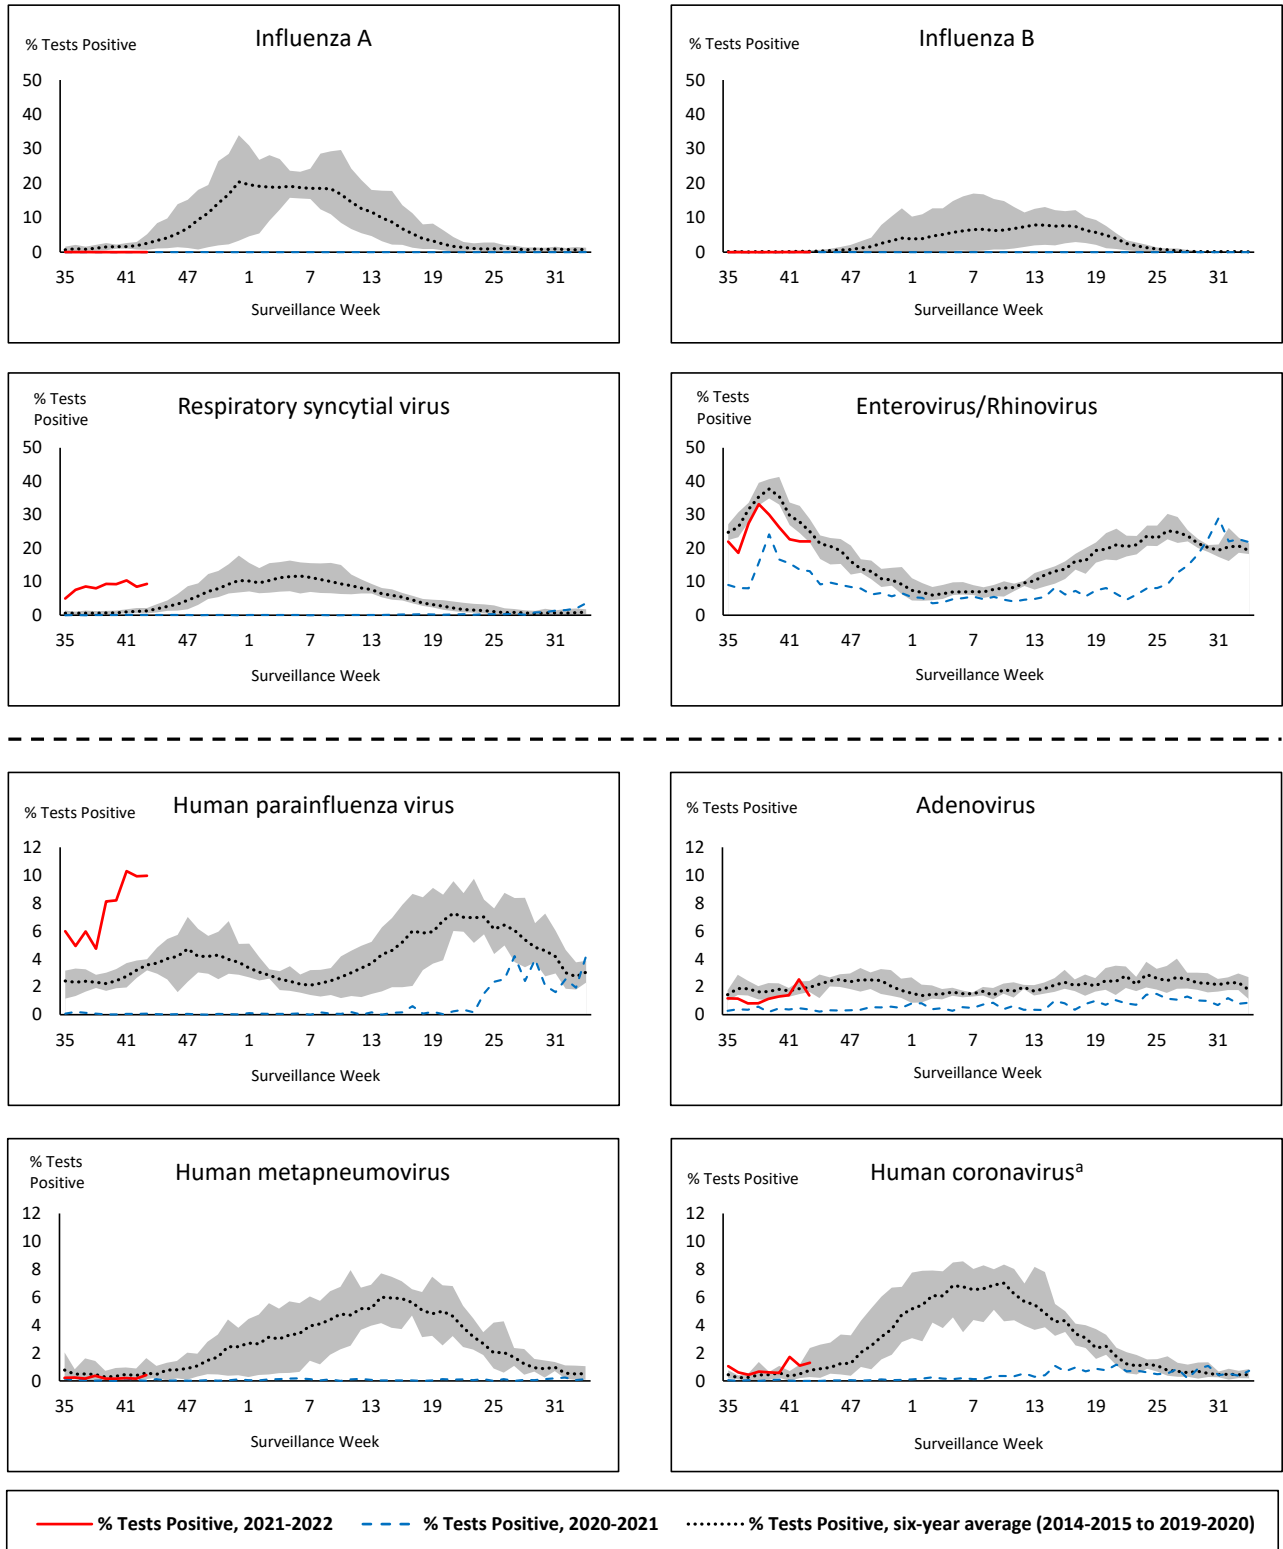 Influenza A
% Tests Positive
50
40
30
20
10
0
35 41 47 1 7 13 19 25 31
Surveillance Week
Influenza B
% Tests Positive
50
40
30
20
10
0
35 41 47 1 7 13 19 25 31
Surveillance Week
Respiratory syncytial virus
% Tests
Positive
50
40
30
20
10
0
35 41 47 1 7 13 19 25 31
Surveillance Week
Enterovirus/Rhinovirus
% Tests
Positive
50
40
30
20
10
0
35 41 47 1 7 13 19 25 31
Surveillance Week
Human parainfluenza virus
% Tests Positive
12
10
8
6
4
2
0
35 41 47 1 7 13 19 25 31
Surveillance Week
Adenovirus
% Tests Positive
12
10
8
6
4
2
0
35 41 47 1 7 13 19 25 31
Surveillance Week
Human metapneumovirus
% Tests
Positive
12
10
8
6
4
2
0
35 41 47 1 7 13 19 25 31
Surveillance Week
Human coronavirusᵃ
% Tests Positive
12
10
8
6
4
2
0
35 41 47 1 7 13 19 25 31
Surveillance Week
% Tests Positive, 2021-2022 % Tests Positive, 2020-2021 % Tests Positive, six-year average (2014-2015 to 2019-2020)